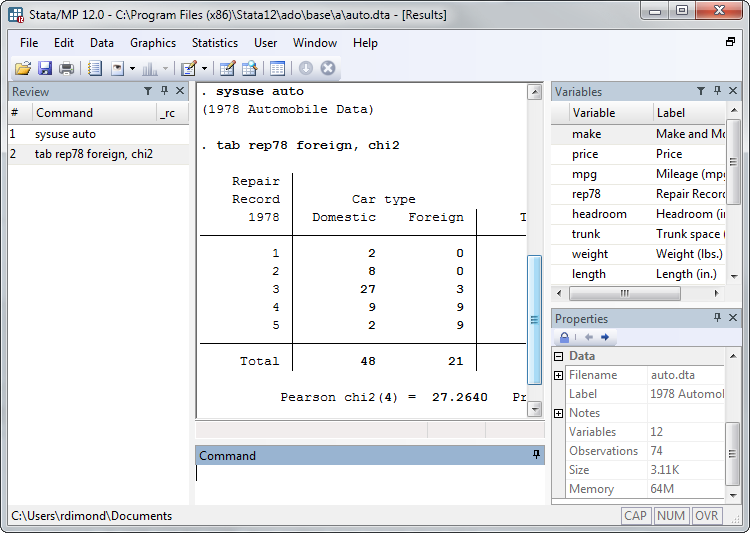 Stata/MP 12.0 - C:\Program Files (x86)\Stata12\ado\base\a\auto.dta - [Results]
File Edit Data Graphics Statistics User Window Help
Review
# Command _rc
1 sysuse auto
2 tab rep78 foreign, chi2
. sysuse auto
(1978 Automobile Data)
. tab rep78 foreign, chi2
Repair
Record Car type
1978 Domestic Foreign T
1 2 0
2 8 0
3 27 3
4 9 9
5 2 9
Total 48 21
Pearson chi2(4) = 27.2640 Pr
Command
Variables
Variable Label
make Make and Mo
price Price
mpg Mileage (mpg
rep78 Repair Record
headroom Headroom (in
trunk Trunk space (
weight Weight (lbs.)
length Length (in.)
Properties
Data
Filename auto.dta
Label 1978 Automol
Notes
Variables 12
Observations 74
Size 3.11K
Memory 64M
C:\Users\rdimond\Documents
CAP NUM OVR